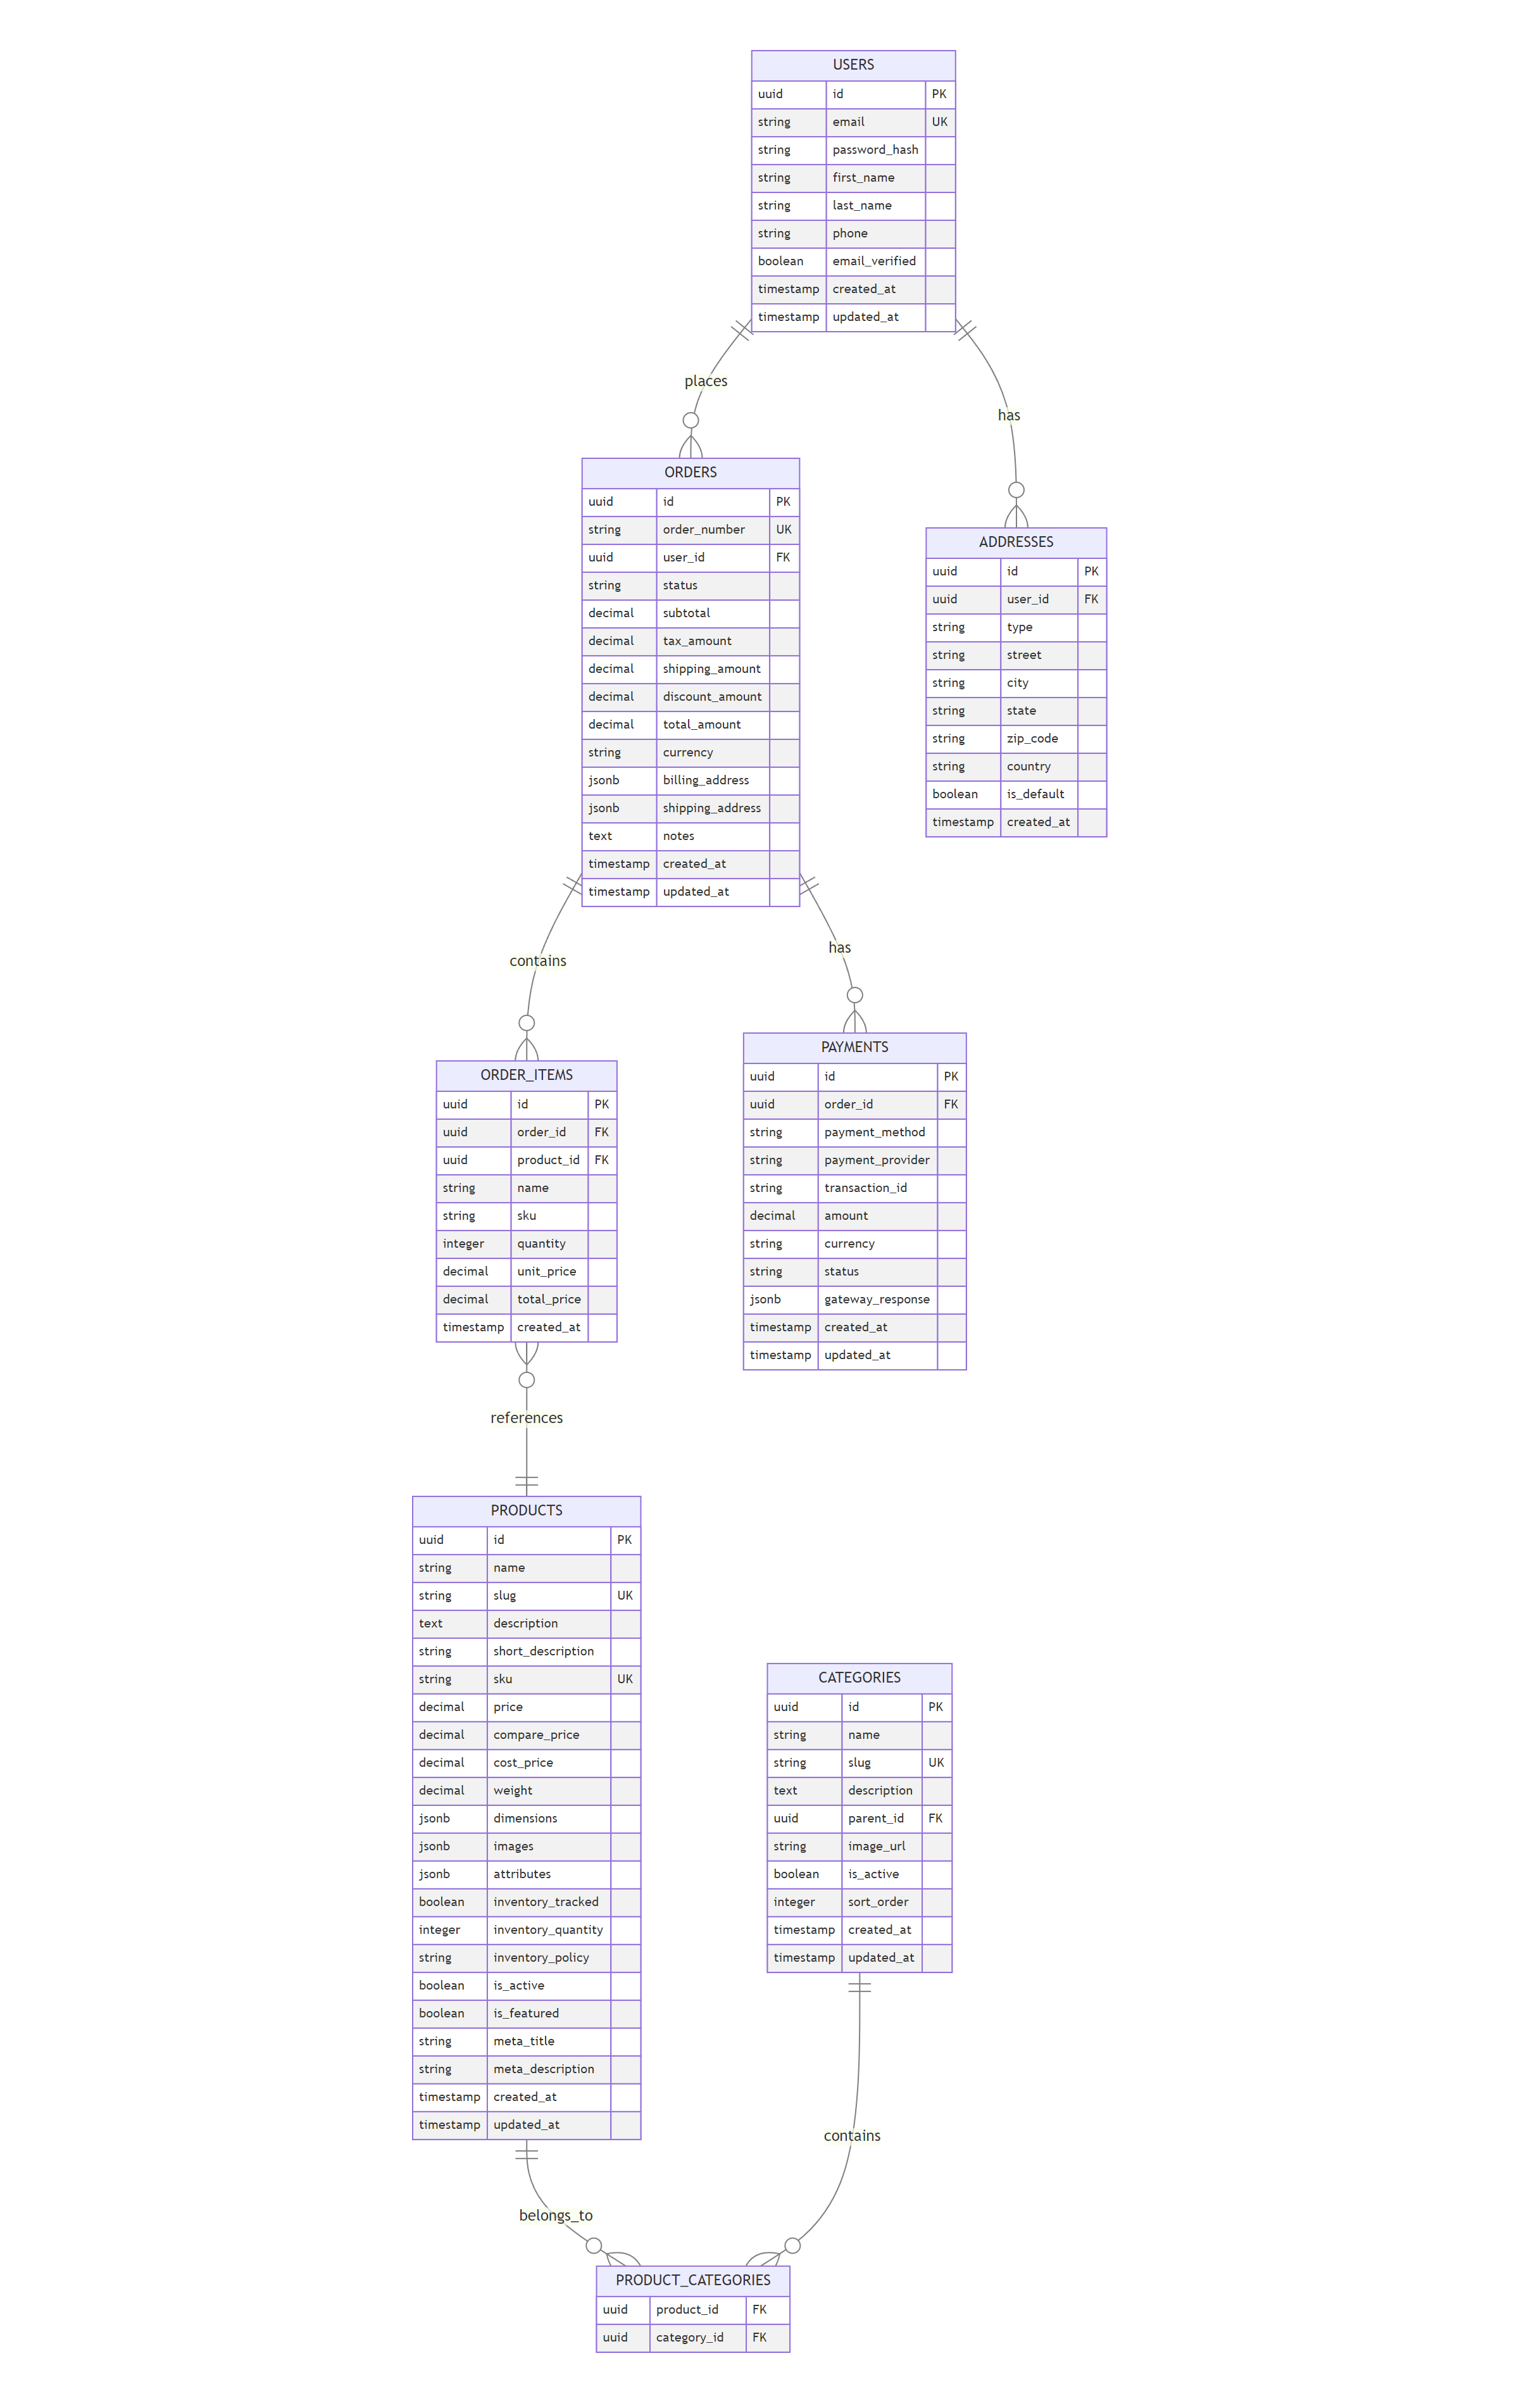 USERS
uuid id PK
string email UK
string password_hash
string first_name
string last_name
string phone
boolean email_verified
timestamp created_at
timestamp updated_at
places
has
ORDERS
uuid id PK
string order_number UK
uuid user_id FK
string status
decimal subtotal
decimal tax_amount
decimal shipping_amount
decimal discount_amount
decimal total_amount
string currency
jsonb billing_address
jsonb shipping_address
text notes
timestamp created_at
timestamp updated_at
ADDRESSES
uuid id PK
uuid user_id FK
string type
string street
string city
string state
string zip_code
string country
boolean is_default
timestamp created_at
contains
has
ORDER_ITEMS
uuid id PK
uuid order_id FK
uuid product_id FK
string name
string sku
integer quantity
decimal unit_price
decimal total_price
timestamp created_at
PAYMENTS
uuid id PK
uuid order_id FK
string payment_method
string payment_provider
string transaction_id
decimal amount
string currency
string status
jsonb gateway_response
timestamp created_at
timestamp updated_at
references
PRODUCTS
uuid id PK
string name
string slug UK
text description
string short_description
string sku UK
decimal price
decimal compare_price
decimal cost_price
decimal weight
jsonb dimensions
jsonb images
jsonb attributes
boolean inventory_tracked
integer inventory_quantity
string inventory_policy
boolean is_active
boolean is_featured
string meta_title
string meta_description
timestamp created_at
timestamp updated_at
CATEGORIES
uuid id PK
string name
string slug UK
text description
uuid parent_id FK
string image_url
boolean is_active
integer sort_order
timestamp created_at
timestamp updated_at
contains
belongs_to
PRODUCT_CATEGORIES
uuid product_id FK
uuid category_id FK